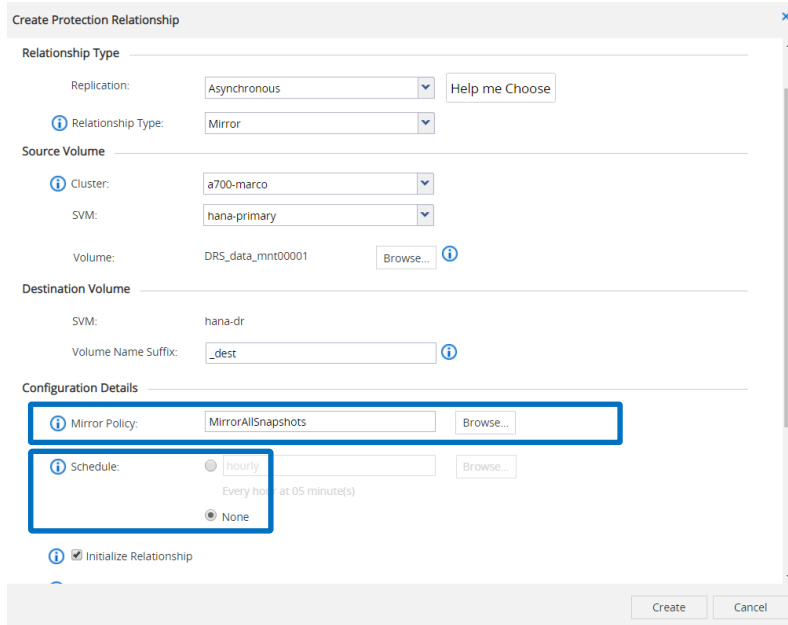 Create Protection Relationship
Relationship Type
Replication: Asynchronous Help me Choose
Relationship Type: Mirror
Source Volume
Cluster: a700-marco
SVM: hana-primary
Volume: DRS_data_mnt00001 Browse...
Destination Volume
SVM: hana-dr
Volume Name Suffix: _dest
Configuration Details
Mirror Policy: MirrorAllSnapshots Browse...
Schedule: hourly Browse...
Every hour at 05 minute(s)
None
Initialize Relationship
Create Cancel